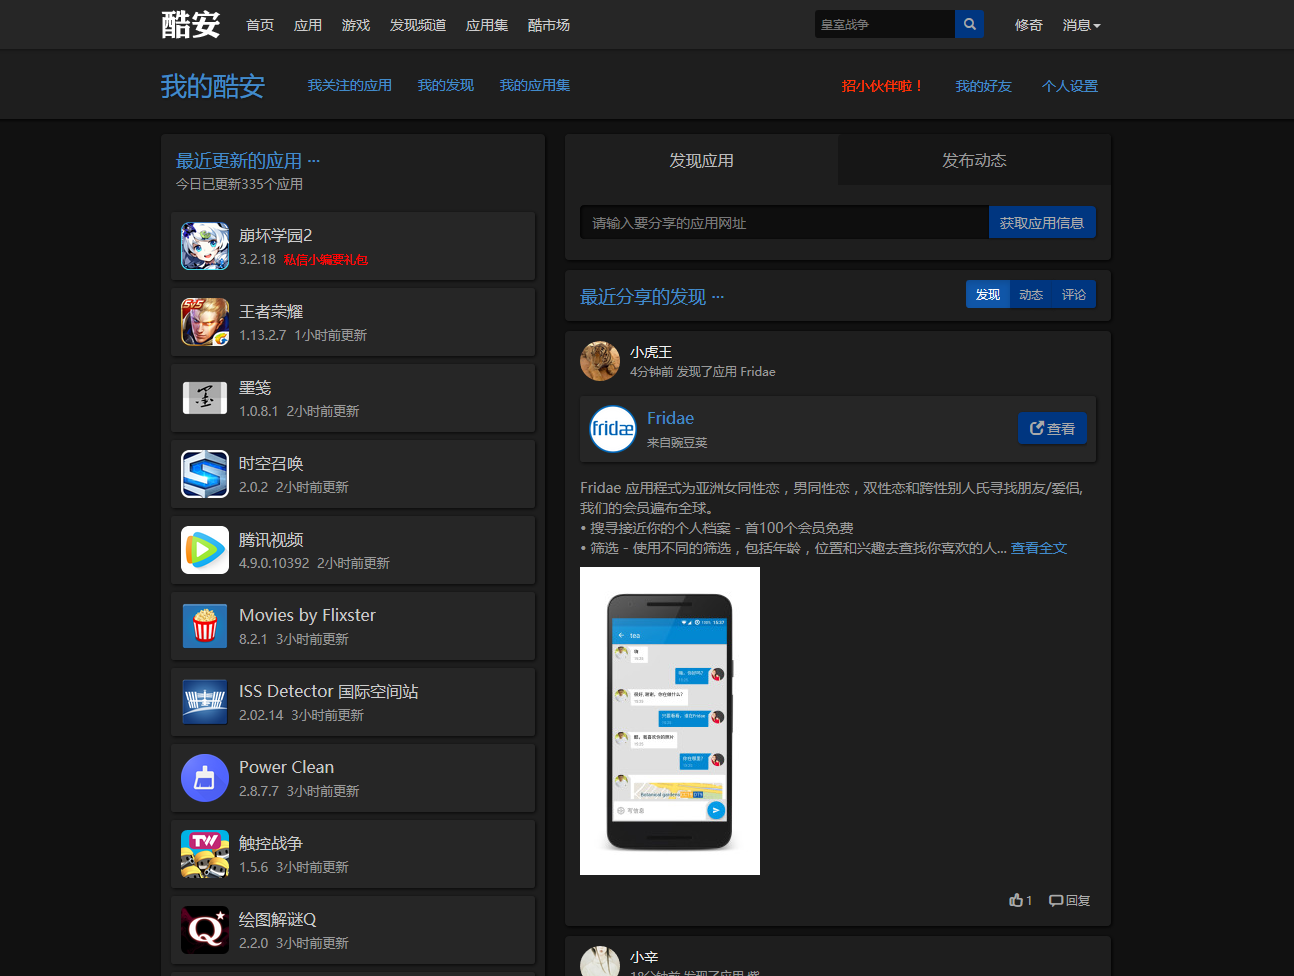 酷安 首页 应用 游戏 发现频道 应用集 酷市场 皇室战争 修奇 消息
我的酷安 我关注的应用 我的发现 我的应用集 招小伙伴啦！ 我的好友 个人设置
最近更新的应用 ···
今日已更新335个应用
崩坏学园2
3.2.18 私信小编要礼包
王者荣耀
1.13.2.7 1小时前更新
墨笺
1.0.8.1 2小时前更新
时空召唤
2.0.2 2小时前更新
腾讯视频
4.9.0.10392 2小时前更新
Movies by Flixster
8.2.1 3小时前更新
ISS Detector 国际空间站
2.02.14 3小时前更新
Power Clean
2.8.7.7 3小时前更新
TW
触控战争
1.5.6 3小时前更新
Q
绘图解谜Q
2.2.0 3小时前更新
发现应用 发布动态
请输入要分享的应用网址 获取应用信息
最近分享的发现 ··· 发现 动态 评论
小虎王
4分钟前 发现了应用 Fridae
fridae
Fridae
来自豌豆荚
查看
Fridae 应用程式为亚洲女同性恋，男同性恋，双性恋和跨性别人氏寻找朋友/爱侣,
我们的会员遍布全球。
• 搜寻接近你的个人档案 - 首100个会员免费
• 筛选 - 使用不同的筛选，包括年龄，位置和兴趣去查找你喜欢的人... 查看全文
tea
Botanical gardens
写信息
1 回复
小辛
18分钟前 发现了应用